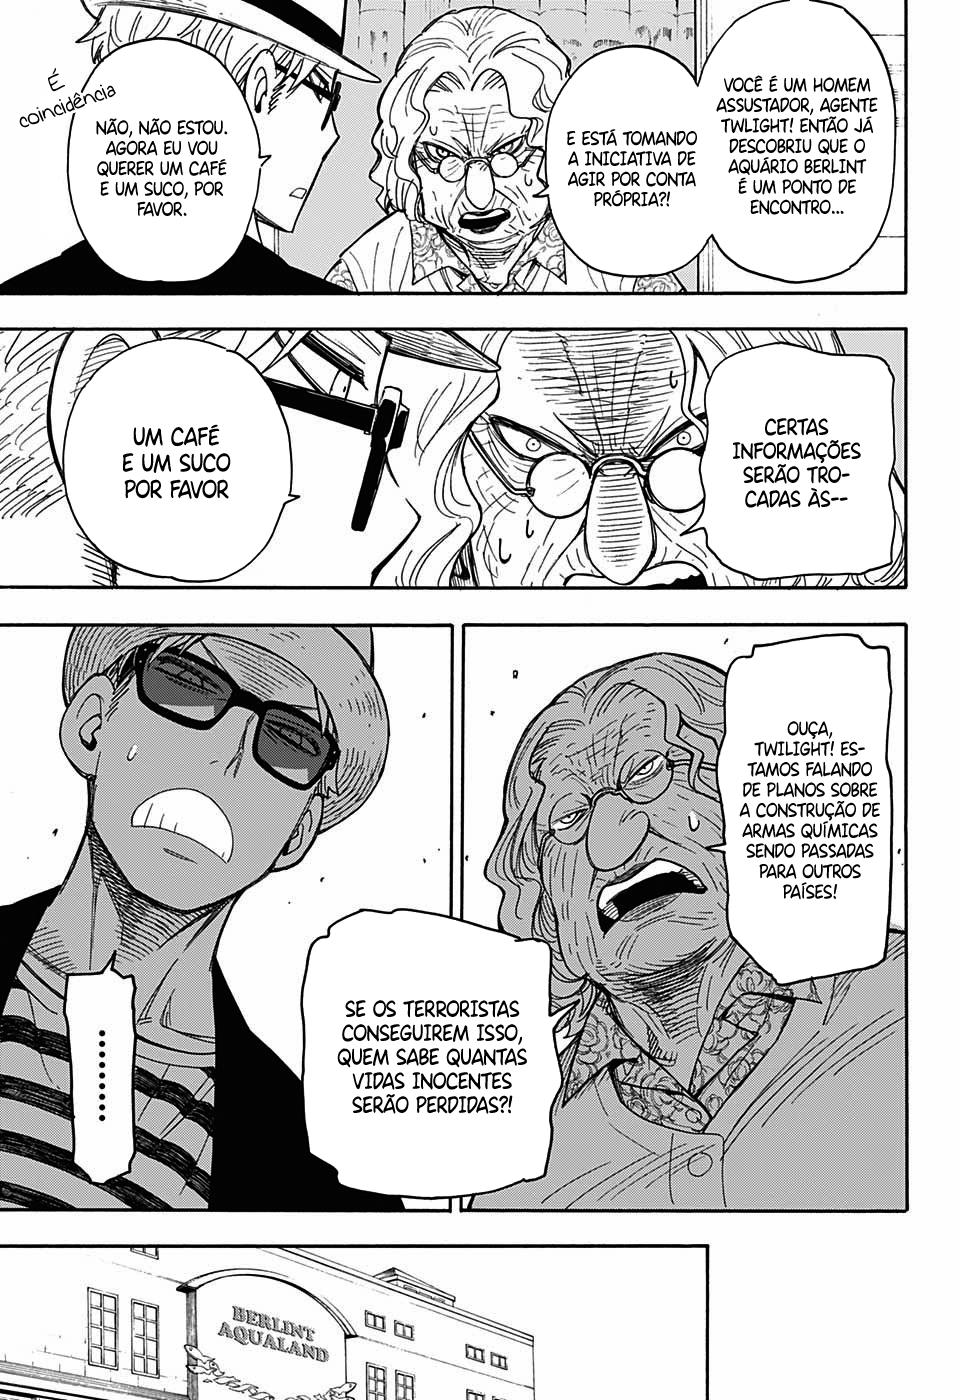 VOCÊ É UM HOMEM
ASSUSTADOR, AGENTE
TWLIGHT! ENTÃO JÁ
DESCOBRIU QUE O
AQUÁRIO BERLINT
É UM PONTO DE
ENCONTRO...
E ESTÁ TOMANDO
A INICIATIVA DE
AGIR POR CONTA
PRÓPRIA?!
NÃO, NÃO ESTOU.
AGORA EU VOU
QUERER UM CAFÉ
E UM SUCO, POR
FAVOR.
É
coincidência
CERTAS
INFORMAÇÕES
SERÃO TRO-
CADAS ÀS--
UM CAFÉ
E UM SUCO
POR FAVOR
OUÇA,
TWILIGHT! ES-
TAMOS FALANDO
DE PLANOS SOBRE
A CONSTRUÇÃO DE
ARMAS QUÍMICAS
SENDO PASSADAS
PARA OUTROS
PAÍSES!
SE OS TERRORISTAS
CONSEGUIREM ISSO,
QUEM SABE QUANTAS
VIDAS INOCENTES
SERÃO PERDIDAS?!
.........
BERLINT
AQUALAND